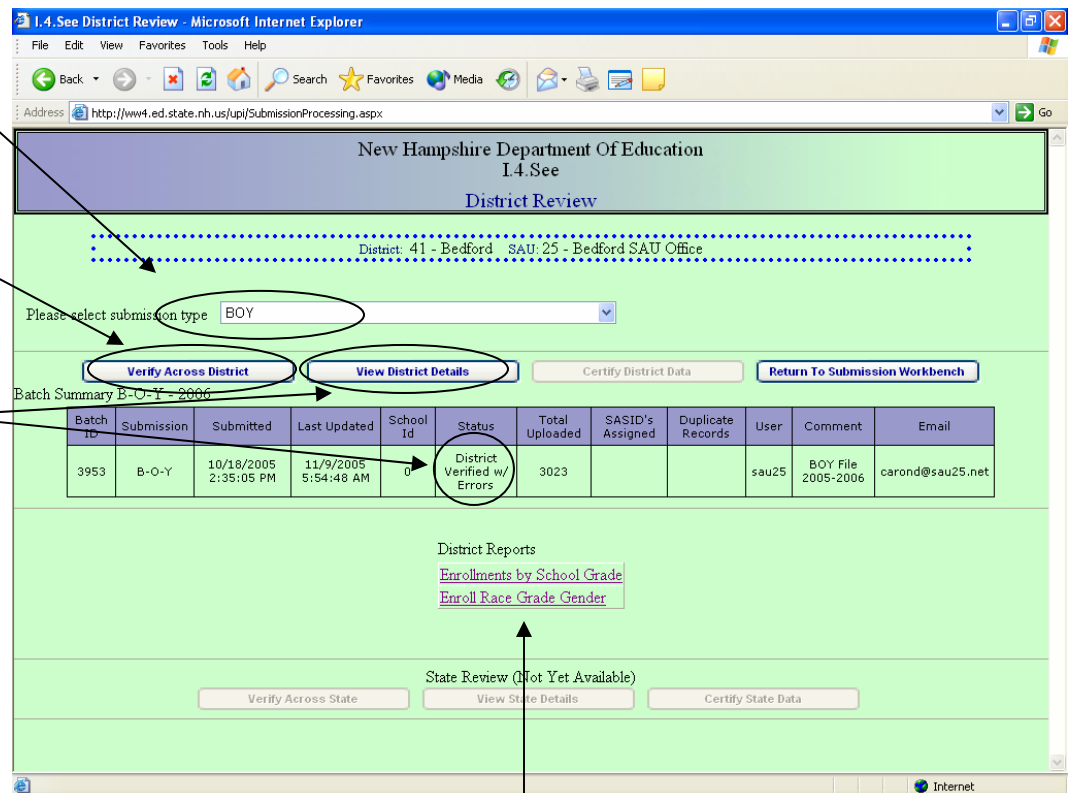 I.4.See District Review - Microsoft Internet Explorer
File Edit View Favorites Tools Help
Back Search Favorites Media
Address http://ww4.ed.state.nh.us/upi/SubmissionProcessing.aspx Go
New Hampshire Department Of Education
I.4.See
District Review
District: 41 - Bedford SAU: 25 - Bedford SAU Office
Please select submission type BOY
Verify Across District View District Details Certify District Data Return To Submission Workbench
Batch Summary B-O-Y - 2006
Batch ID Submission Submitted Last Updated School Id Status Total Uploaded SASID's Assigned Duplicate Records User Comment Email
3953 B-O-Y 10/18/2005 2:35:05 PM 11/9/2005 5:54:48 AM 0 District Verified w/ Errors 3023 sau25 BOY File 2005-2006 carond@sau25.net
District Reports
Enrollments by School Grade
Enroll Race Grade Gender
State Review (Not Yet Available)
Verify Across State View State Details Certify State Data
Internet